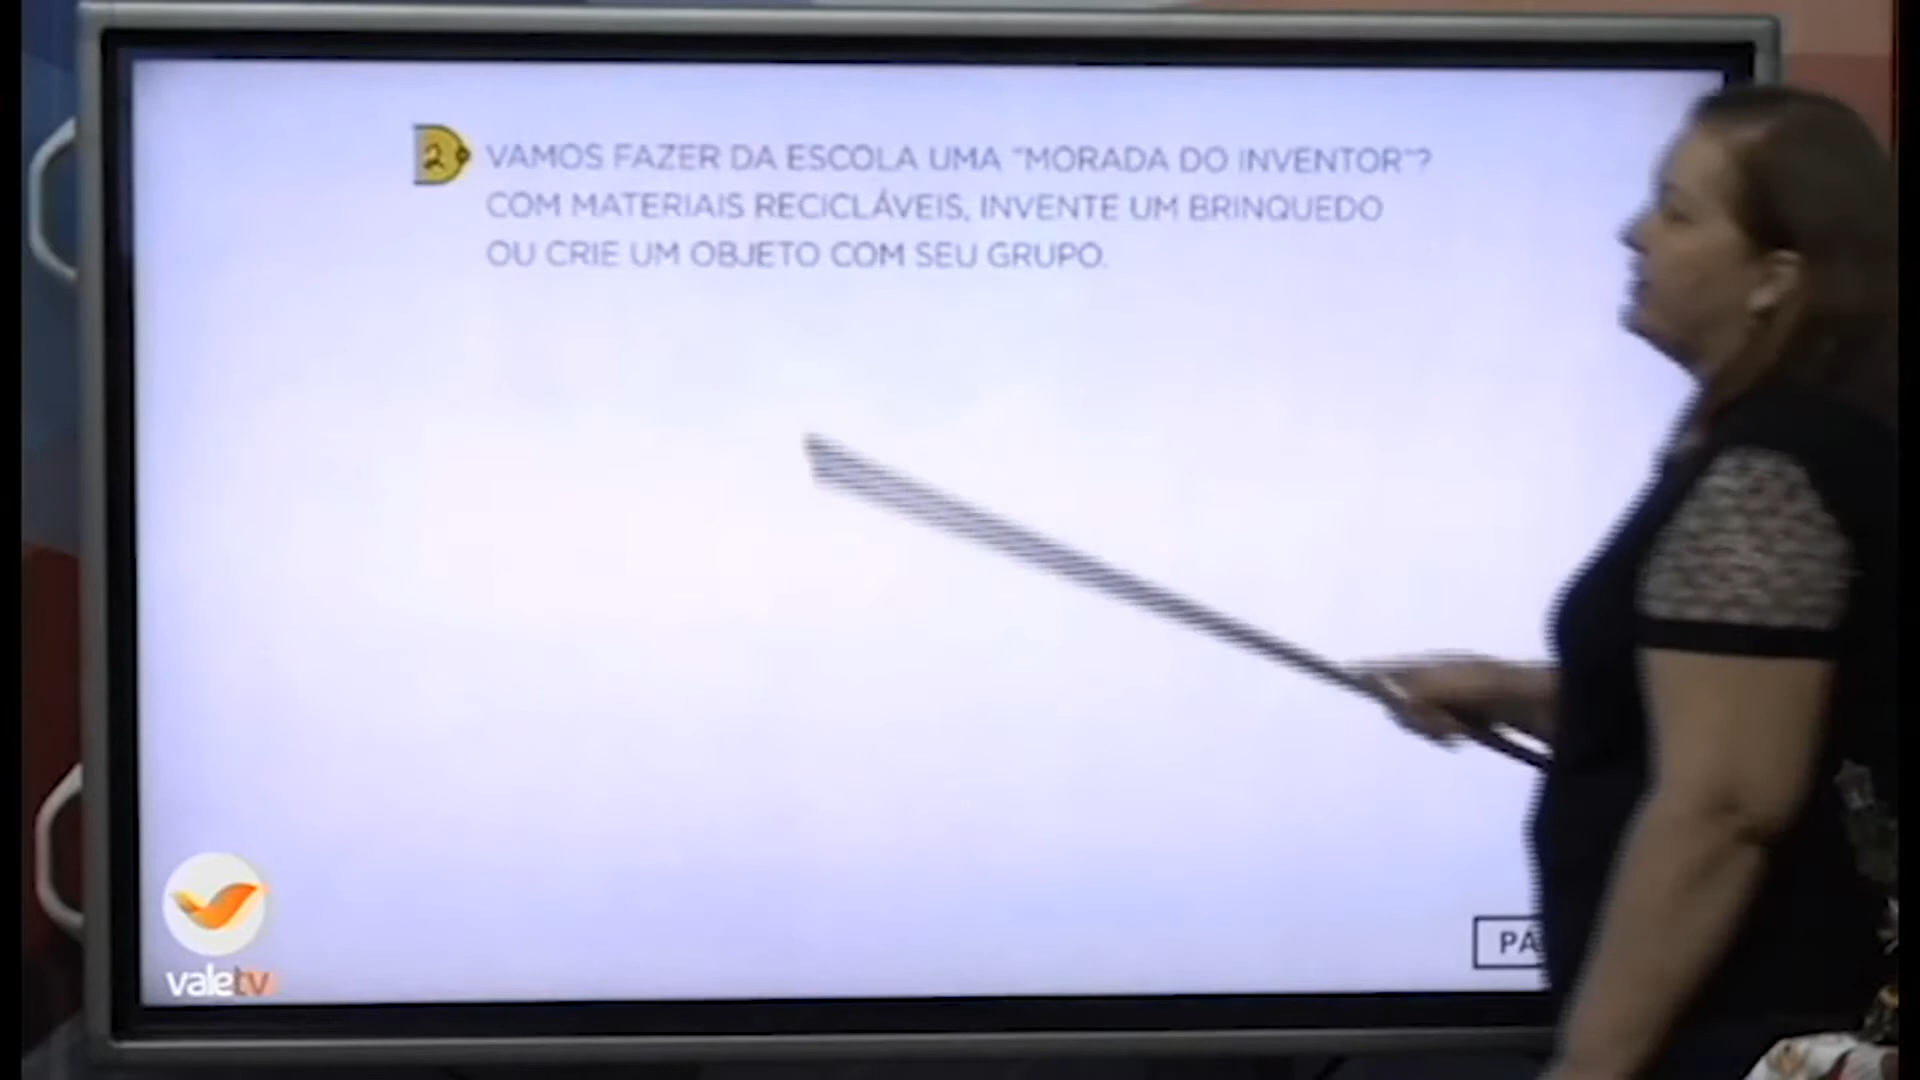 2 VAMOS FAZER DA ESCOLA UMA "MORADA DO INVENTOR"?
COM MATERIAIS RECICLÁVEIS, INVENTE UM BRINQUEDO
OU CRIE UM OBJETO COM SEU GRUPO.
valetv